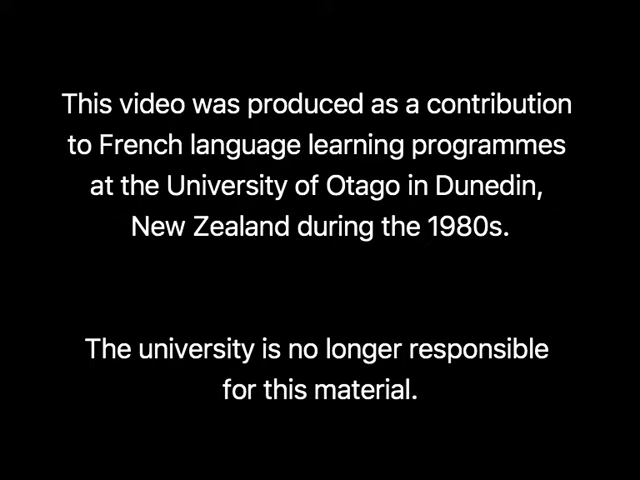 This video was produced as a contribution
to French language learning programmes
at the University of Otago in Dunedin,
New Zealand during the 1980s.
The university is no longer responsible
for this material.